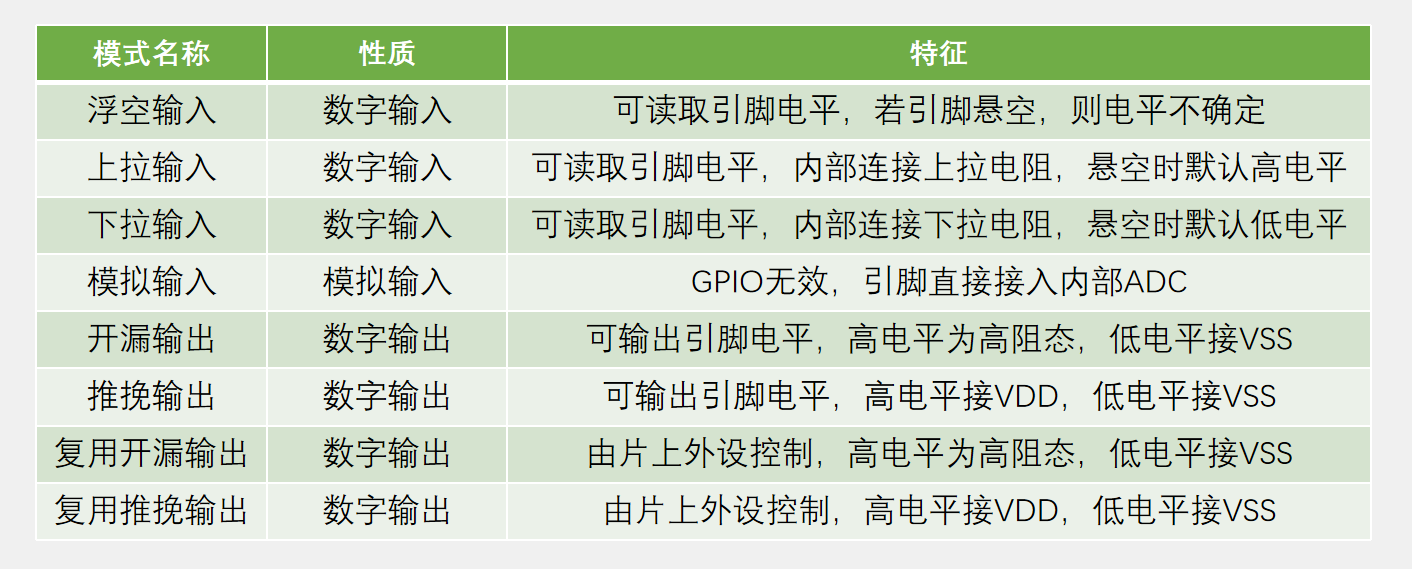 模式名称 性质 特征
浮空输入 数字输入 可读取引脚电平，若引脚悬空，则电平不确定
上拉输入 数字输入 可读取引脚电平，内部连接上拉电阻，悬空时默认高电平
下拉输入 数字输入 可读取引脚电平，内部连接下拉电阻，悬空时默认低电平
模拟输入 模拟输入 GPIO无效，引脚直接接入内部ADC
开漏输出 数字输出 可输出引脚电平，高电平为高阻态，低电平接VSS
推挽输出 数字输出 可输出引脚电平，高电平接VDD，低电平接VSS
复用开漏输出 数字输出 由片上外设控制，高电平为高阻态，低电平接VSS
复用推挽输出 数字输出 由片上外设控制，高电平接VDD，低电平接VSS